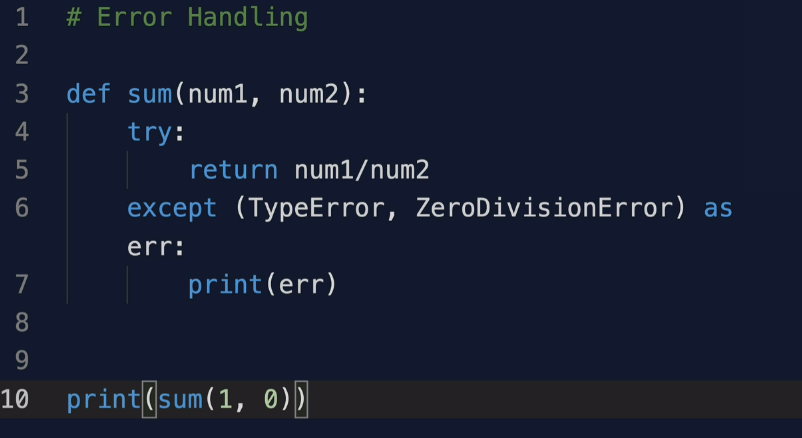 1 # Error Handling
2
3 def sum(num1, num2):
4     try:
5         return num1/num2
6     except (TypeError, ZeroDivisionError) as
    err:
7         print(err)
8
9
10 print(sum(1, 0))